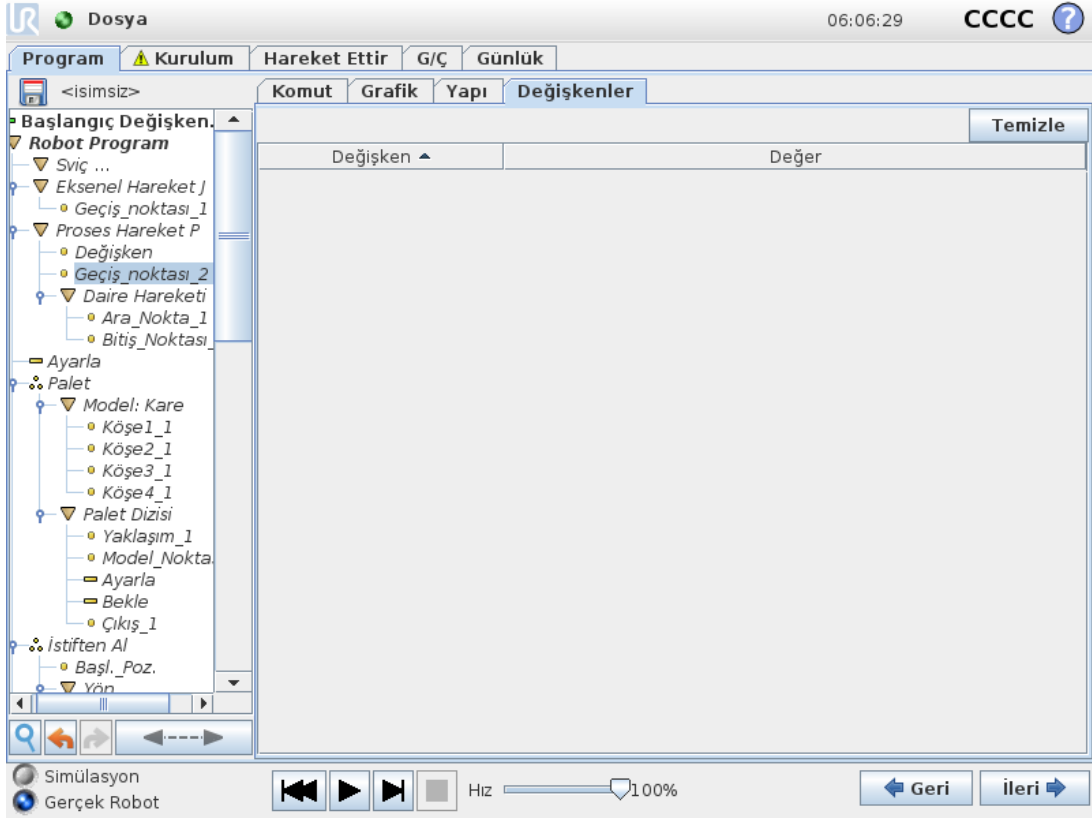 UR Dosya 06:06:29 CCCC ?
Program Kurulum Hareket Ettir G/Ç Günlük
<isimsiz> Komut Grafik Yapı Değişkenler
Temizle
Değişken Değer
Başlangıç Değişken.
Robot Program
Sviç ...
Eksenel Hareket J
Geçiş_noktası_1
Proses Hareket P
Değişken
Geçiş_noktası_2
Daire Hareketi
Ara_Nokta_1
Bitiş_Noktası_
Ayarla
Palet
Model: Kare
Köşe1_1
Köşe2_1
Köşe3_1
Köşe4_1
Palet Dizisi
Yaklaşım_1
Model_Nokta
Ayarla
Bekle
Çıkış_1
İstiften Al
Başl._Poz.
Yön
Simülasyon
Gerçek Robot
Hız 100%
Geri İleri